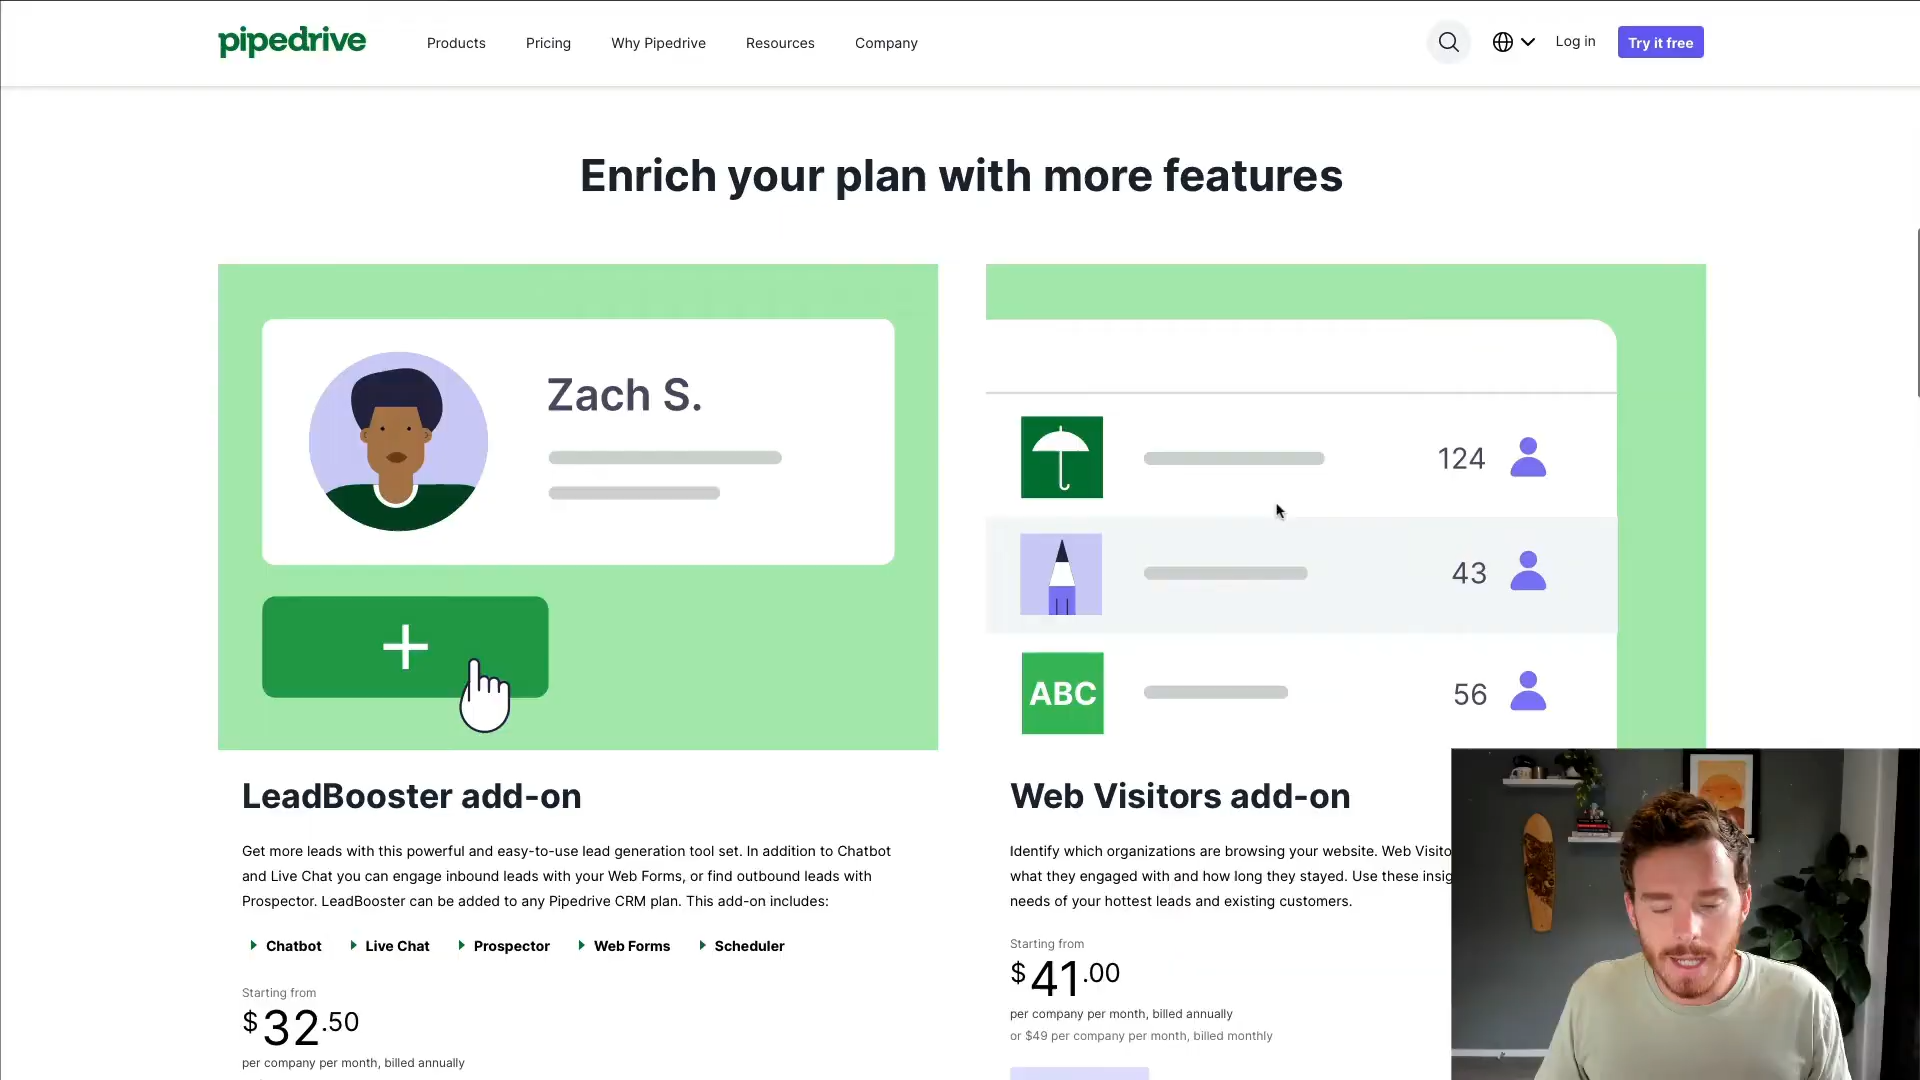 pipedrive
Products
Pricing
Why Pipedrive
Resources
Company
Log in
Try it free
Enrich your plan with more features
Zach S.
124
43
ABC
56
LeadBooster add-on
Get more leads with this powerful and easy-to-use lead generation tool set. In addition to Chatbot
and Live Chat you can engage inbound leads with your Web Forms, or find outbound leads with
Prospector. LeadBooster can be added to any Pipedrive CRM plan. This add-on includes:
Chatbot
Live Chat
Prospector
Web Forms
Scheduler
Starting from
$32.50
per company per month, billed annually
Web Visitors add-on
Identify which organizations are browsing your website. Web Visito
what they engaged with and how long they stayed. Use these insig
needs of your hottest leads and existing customers.
Starting from
$41.00
per company per month, billed annually
or $49 per company per month, billed monthly